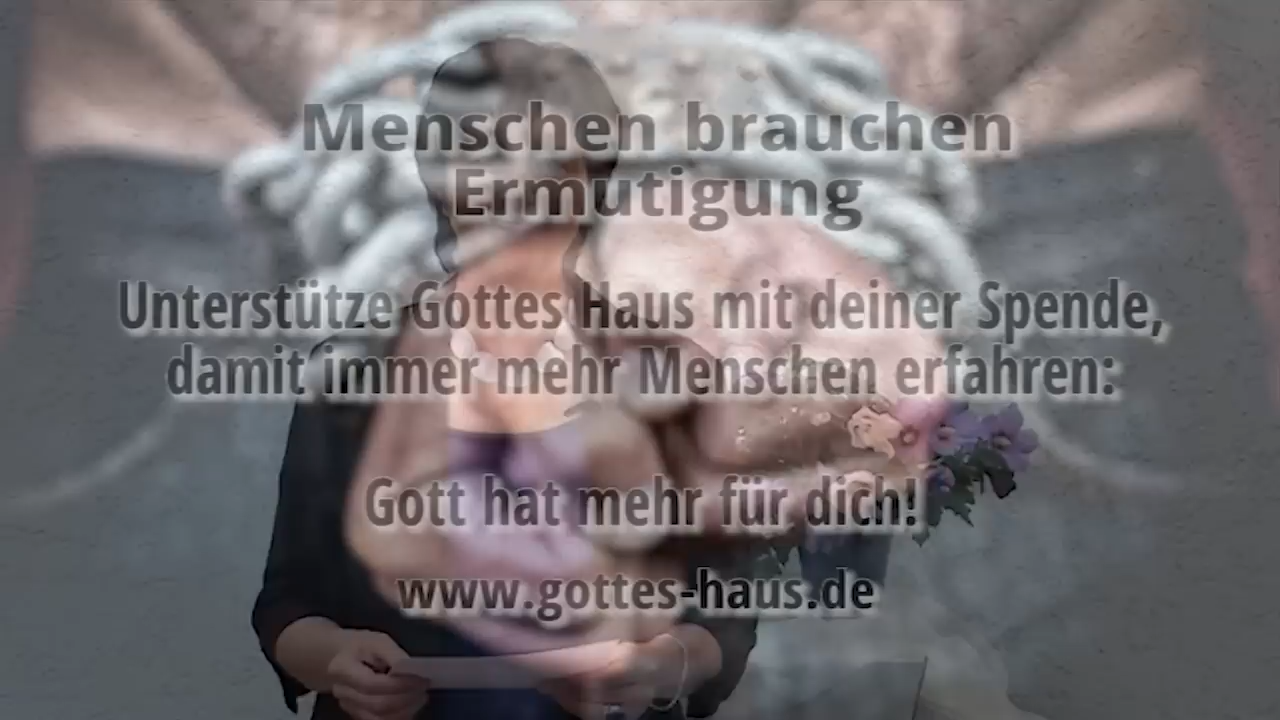 Menschen brauchen
Ermutigung
Unterstütze Gottes Haus mit deiner Spende,
damit immer mehr Menschen erfahren:
Gott hat mehr für dich!
www.gottes-haus.de